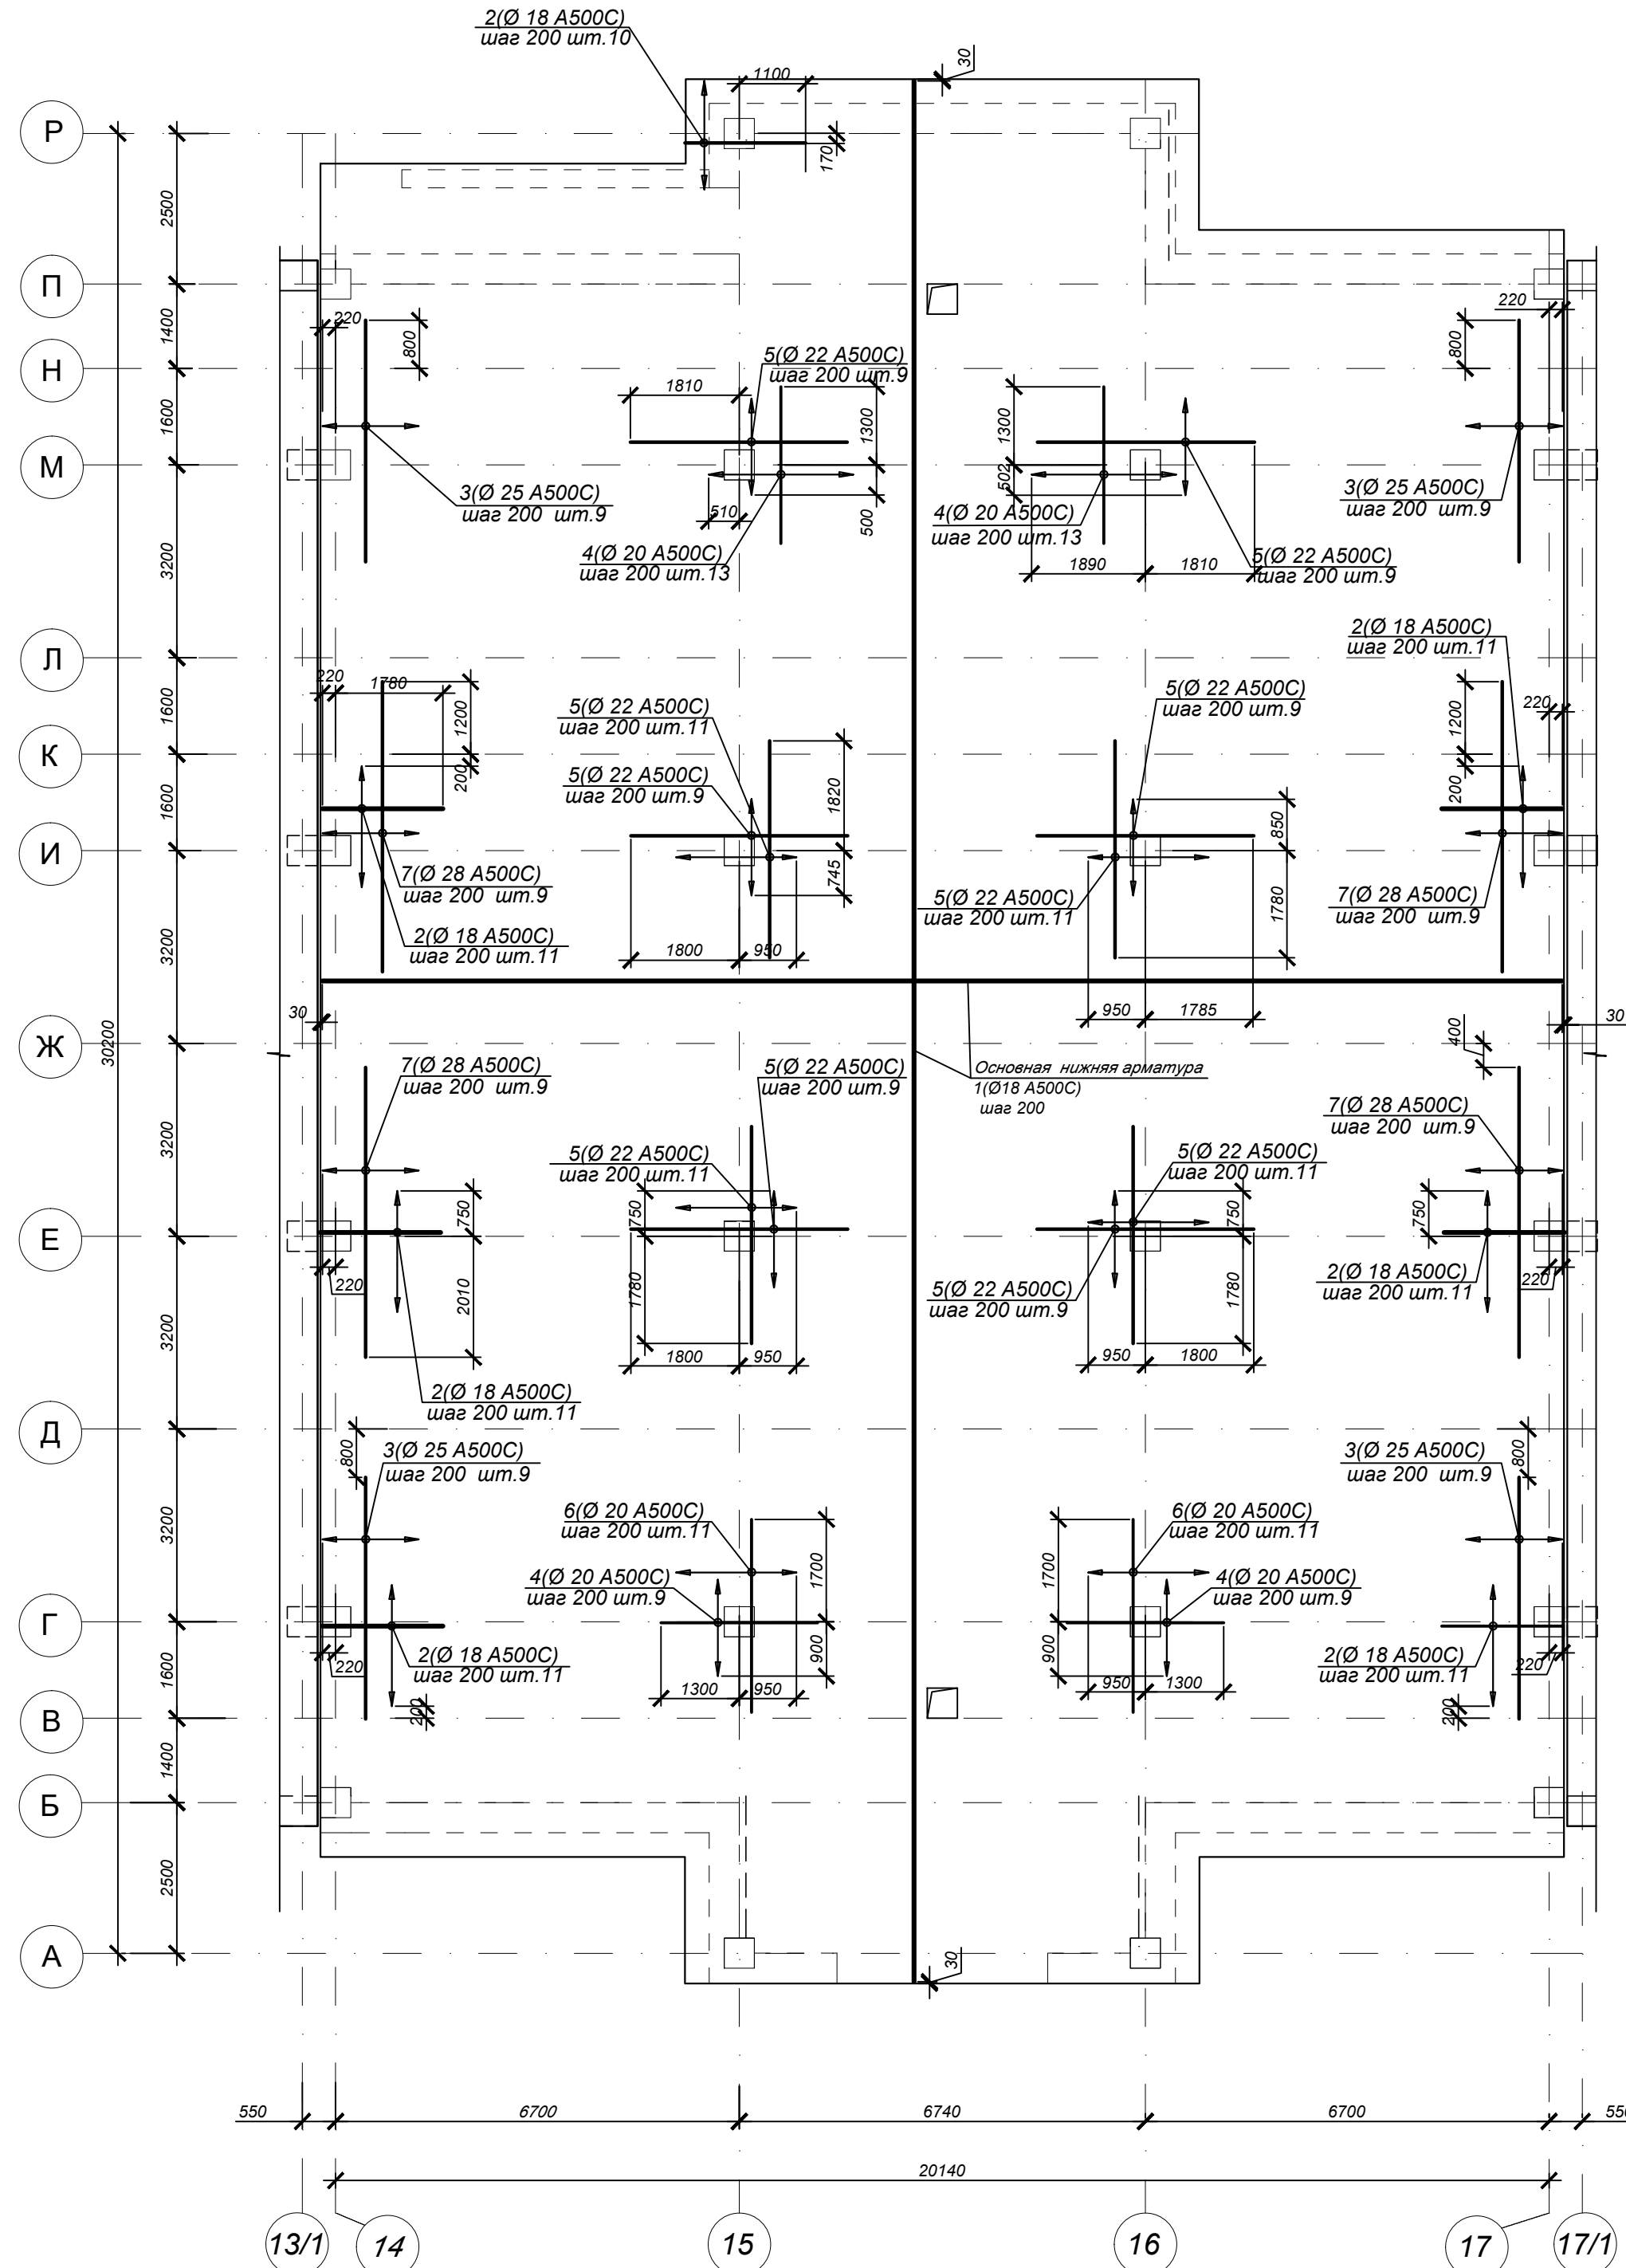 2(Ø 18 А500С)
шаг 200 шт.10
30
1100
Р
170
2500
П
220
220
1400
800
800
Н
5(Ø 22 А500С)
шаг 200 шт.9
1810
1600
1300
1300
М
502
3(Ø 25 А500С)
шаг 200 шт.9
3(Ø 25 А500С)
шаг 200 шт.9
510
500
4(Ø 20 А500С)
шаг 200 шт.13
4(Ø 20 А500С)
шаг 200 шт.13
5(Ø 22 А500С)
шаг 200 шт.9
1890
1810
3200
2(Ø 18 А500С)
шаг 200 шт.11
Л
220
1780
1600
1200
5(Ø 22 А500С)
шаг 200 шт.11
5(Ø 22 А500С)
шаг 200 шт.9
1200
220
К
200
5(Ø 22 А500С)
шаг 200 шт.9
200
1600
1820
850
И
745
7(Ø 28 А500С)
шаг 200 шт.9
5(Ø 22 А500С)
шаг 200 шт.11
1780
7(Ø 28 А500С)
шаг 200 шт.9
2(Ø 18 А500С)
шаг 200 шт.11
1800
950
3200
950
1785
30
30
Ж
30200
400
7(Ø 28 А500С)
шаг 200 шт.9
5(Ø 22 А500С)
шаг 200 шт.9
Основная нижняя арматура
1(Ø18 А500С)
шаг 200
7(Ø 28 А500С)
шаг 200 шт.9
3200
5(Ø 22 А500С)
шаг 200 шт.11
5(Ø 22 А500С)
шаг 200 шт.11
750
750
750
750
Е
220
2010
1780
5(Ø 22 А500С)
шаг 200 шт.9
1780
2(Ø 18 А500С)
шаг 200 шт.11
220
3200
1800
950
950
1800
2(Ø 18 А500С)
шаг 200 шт.11
Д
800
3(Ø 25 А500С)
шаг 200 шт.9
3(Ø 25 А500С)
шаг 200 шт.9
800
3200
6(Ø 20 А500С)
шаг 200 шт.11
6(Ø 20 А500С)
шаг 200 шт.11
1700
1700
4(Ø 20 А500С)
шаг 200 шт.9
4(Ø 20 А500С)
шаг 200 шт.9
Г
900
900
220
2(Ø 18 А500С)
шаг 200 шт.11
2(Ø 18 А500С)
шаг 200 шт.11
220
1600
1300
950
950
1300
200
200
В
1400
Б
2500
А
30
550
6700
6740
6700
550
20140
13/1
14
15
16
17
17/1